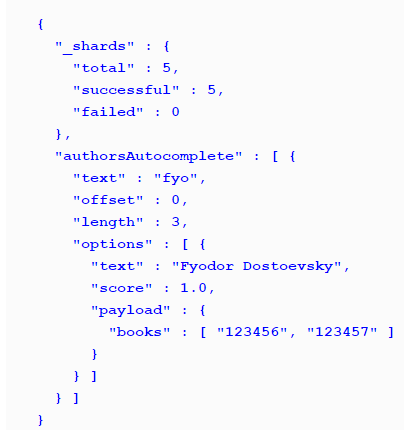 {
"_shards" : {
"total" : 5,
"successful" : 5,
"failed" : 0
},
"authorsAutocomplete" : [ {
"text" : "fyo",
"offset" : 0,
"length" : 3,
"options" : [ {
"text" : "Fyodor Dostoevsky",
"score" : 1.0,
"payload" : {
"books" : [ "123456", "123457" ]
}
} ]
} ]
}